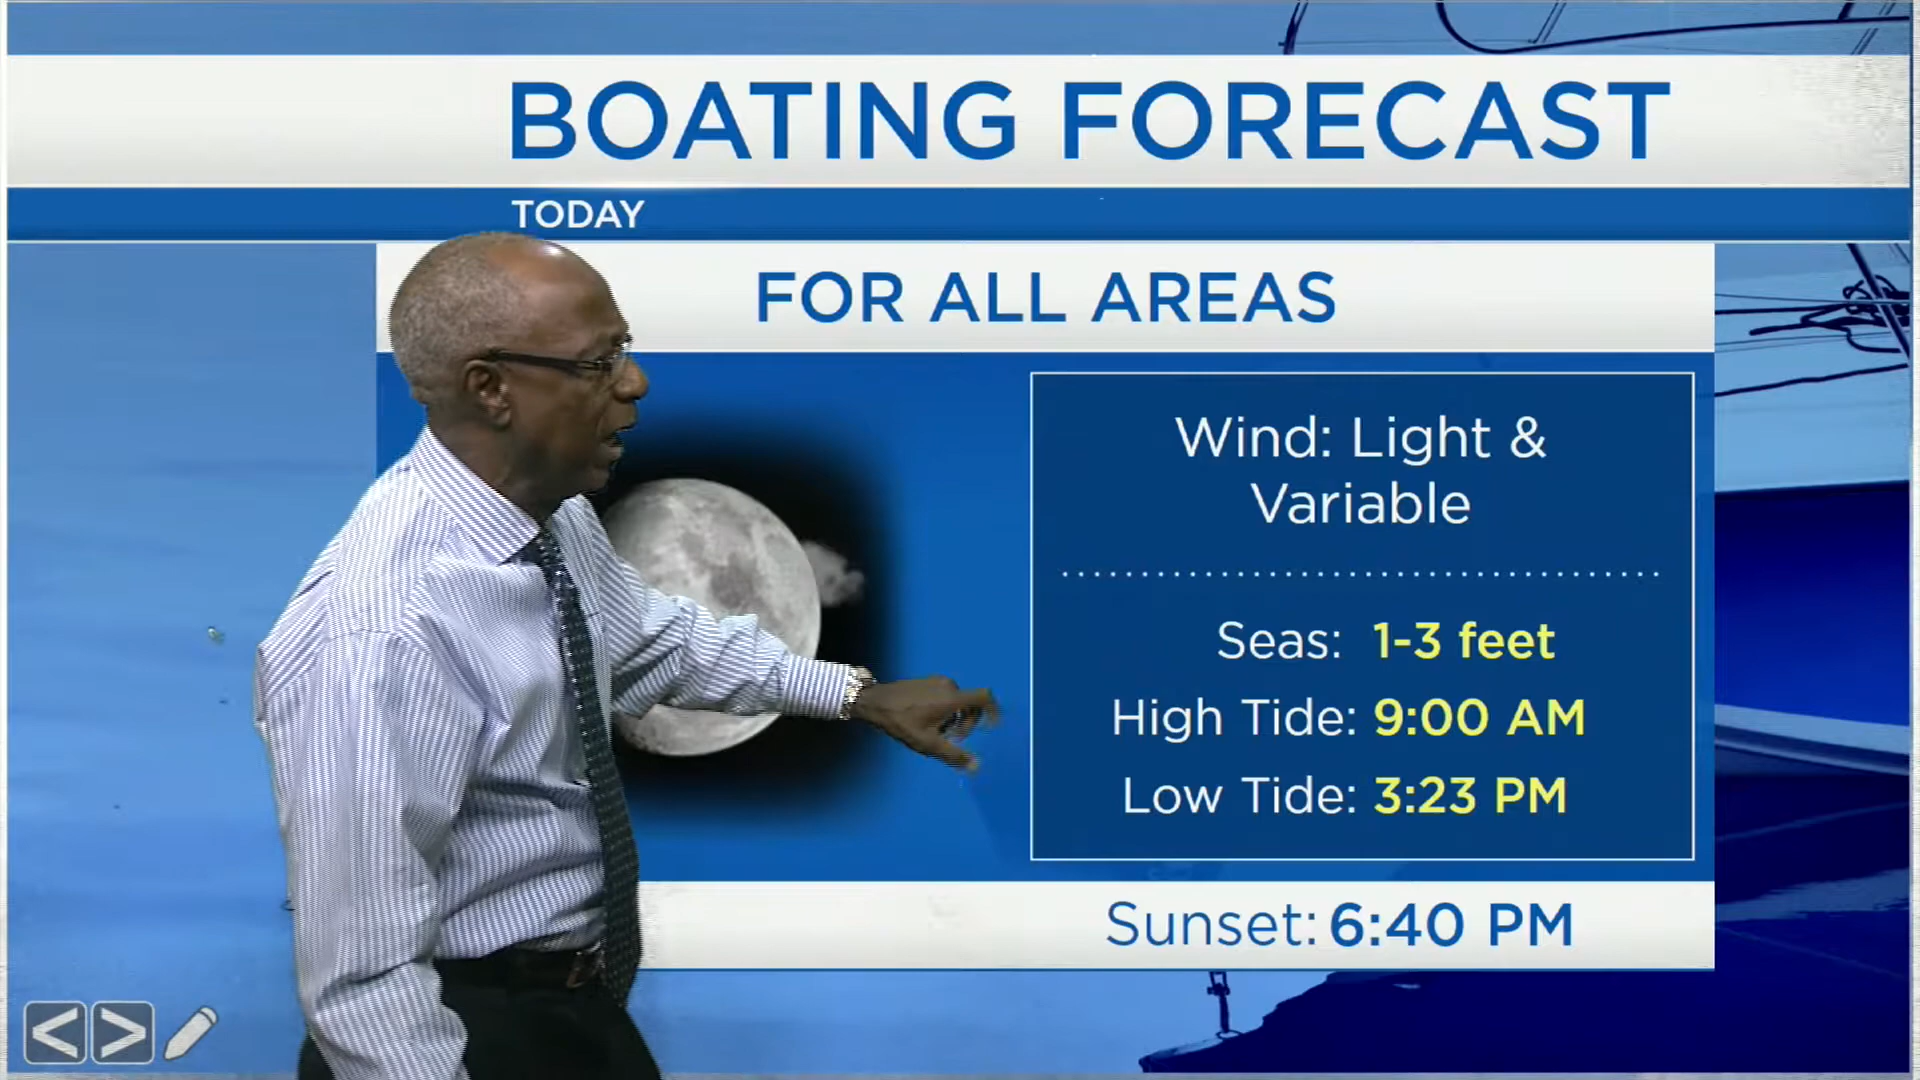 BOATING FORECAST
TODAY
FOR ALL AREAS
Wind: Light &
Variable
Seas: 1-3 feet
High Tide: 9:00 AM
Low Tide: 3:23 PM
Sunset: 6:40 PM